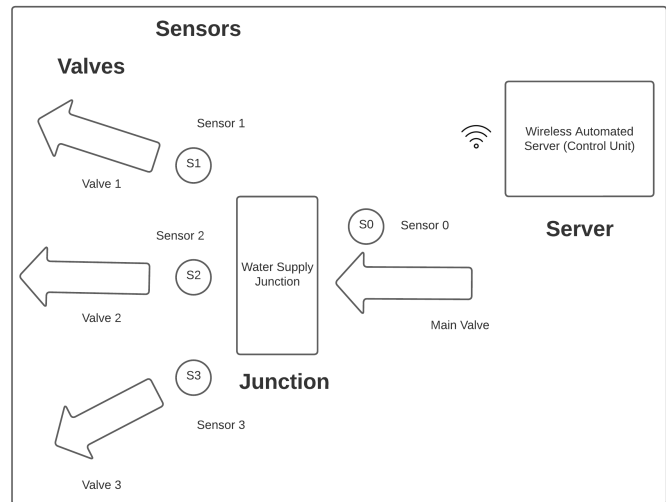 Sensors
Valves
Sensor 1
S1
Valve 1
Wireless Automated
Server (Control Unit)
Server
Sensor 2
S2
Valve 2
S0
Sensor 0
Water Supply
Junction
Main Valve
S3
Junction
Sensor 3
Valve 3